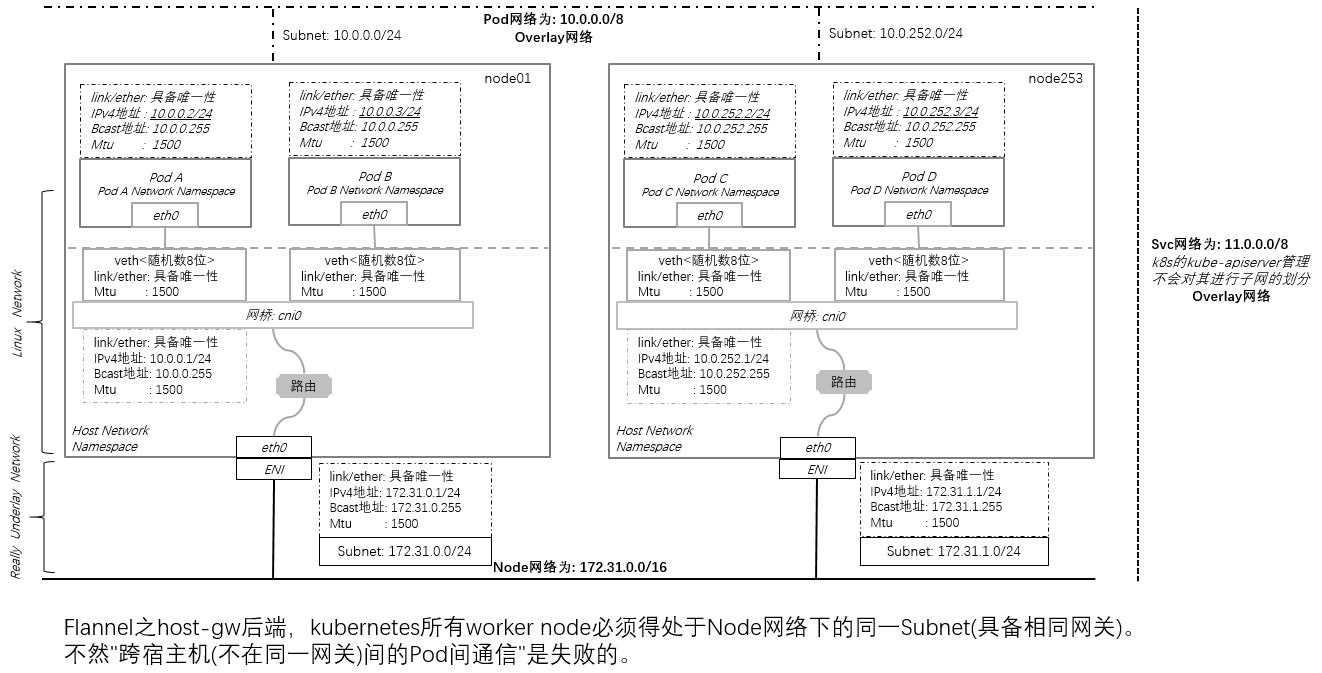 Pod网络为: 10.0.0.0/8
Overlay网络
Subnet: 10.0.0.0/24
Subnet: 10.0.252.0/24
node01
link/ether: 具备唯一性
IPv4地址 : 10.0.0.2/24
Bcast地址: 10.0.0.255
Mtu : 1500
link/ether: 具备唯一性
IPv4地址 : 10.0.0.3/24
Bcast地址: 10.0.0.255
Mtu : 1500
Pod A
Pod A Network Namespace
eth0
Pod B
Pod B Network Namespace
eth0
veth<随机数8位>
link/ether: 具备唯一性
Mtu : 1500
veth<随机数8位>
link/ether: 具备唯一性
Mtu : 1500
网桥: cni0
link/ether: 具备唯一性
IPv4地址: 10.0.0.1/24
Bcast地址: 10.0.0.255
Mtu : 1500
路由
Host Network
Namespace
eth0
ENI
link/ether: 具备唯一性
IPv4地址: 172.31.0.1/24
Bcast地址: 172.31.0.255
Mtu : 1500
Subnet: 172.31.0.0/24
node253
link/ether: 具备唯一性
IPv4地址 : 10.0.252.2/24
Bcast地址: 10.0.252.255
Mtu : 1500
link/ether: 具备唯一性
IPv4地址 : 10.0.252.3/24
Bcast地址: 10.0.252.255
Mtu : 1500
Pod C
Pod C Network Namespace
eth0
Pod D
Pod D Network Namespace
eth0
veth<随机数8位>
link/ether: 具备唯一性
Mtu : 1500
veth<随机数8位>
link/ether: 具备唯一性
Mtu : 1500
网桥: cni0
link/ether: 具备唯一性
IPv4地址: 10.0.252.1/24
Bcast地址: 10.0.252.255
Mtu : 1500
路由
Host Network
Namespace
eth0
ENI
link/ether: 具备唯一性
IPv4地址: 172.31.1.1/24
Bcast地址: 172.31.1.255
Mtu : 1500
Subnet: 172.31.1.0/24
Node网络为: 172.31.0.0/16
Linux Network
Really Underlay Network
Svc网络为: 11.0.0.0/8
k8s的kube-apiserver管理
不会对其进行子网的划分
Overlay网络
Flannel之host-gw后端，kubernetes所有worker node必须得处于Node网络下的同一Subnet(具备相同网关)。
不然"跨宿主机(不在同一网关)间的Pod间通信"是失败的。